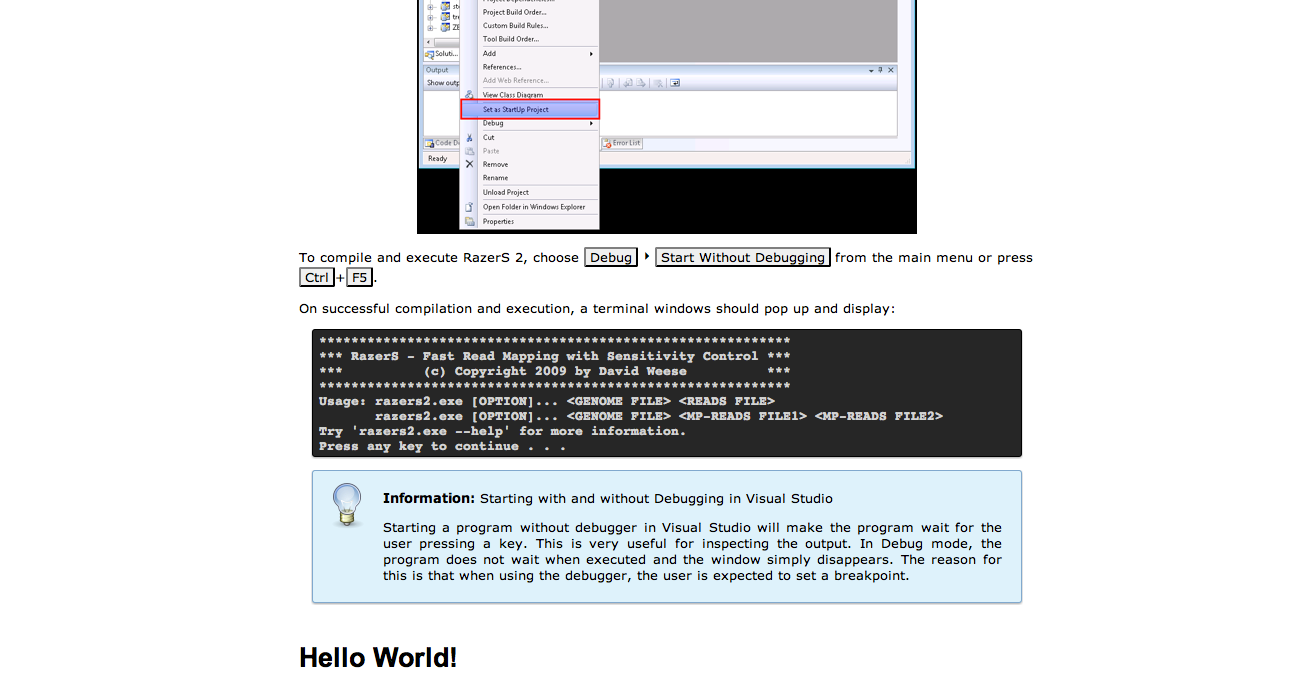 Project Build Order...
Custom Build Rules...
Tool Build Order...
Add
Soluti...
References...
Output
Add Web Reference...
Show outp
View Class Diagram
Set as StartUp Project
Debug
Cut
Code De
Error List
Paste
Ready
Remove
Rename
Unload Project
Open Folder in Windows Explorer
Properties
To compile and execute RazerS 2, choose Debug ▸ Start Without Debugging from the main menu or press
Ctrl + F5 .
On successful compilation and execution, a terminal windows should pop up and display:
***********************************************************
*** RazerS - Fast Read Mapping with Sensitivity Control ***
*** (c) Copyright 2009 by David Weese ***
***********************************************************
Usage: razers2.exe [OPTION]... <GENOME FILE> <READS FILE>
razers2.exe [OPTION]... <GENOME FILE> <MP-READS FILE1> <MP-READS FILE2>
Try 'razers2.exe --help' for more information.
Press any key to continue . . .
Information: Starting with and without Debugging in Visual Studio
Starting a program without debugger in Visual Studio will make the program wait for the
user pressing a key. This is very useful for inspecting the output. In Debug mode, the
program does not wait when executed and the window simply disappears. The reason for
this is that when using the debugger, the user is expected to set a breakpoint.
Hello World!